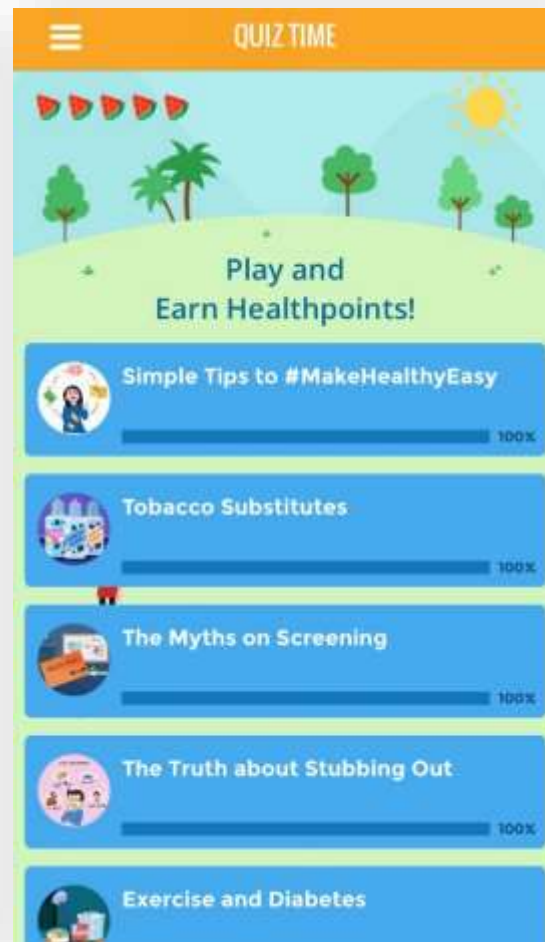 QUIZ TIME
Play and
Earn Healthpoints!
Simple Tips to #MakeHealthyEasy
100%
Tobacco Substitutes
100%
The Myths on Screening
100%
The Truth about Stubbing Out
100%
Exercise and Diabetes